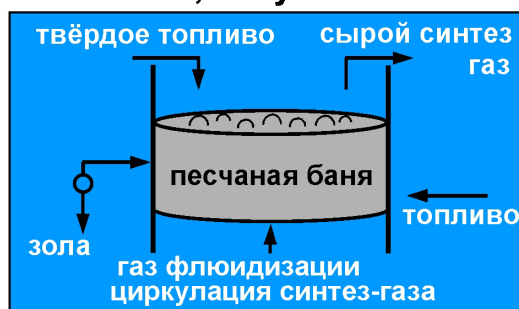 твёрдое топливо
сырой синтез
газ
песчаная баня
топливо
зола
газ флюидизации
циркуляция синтез-газа